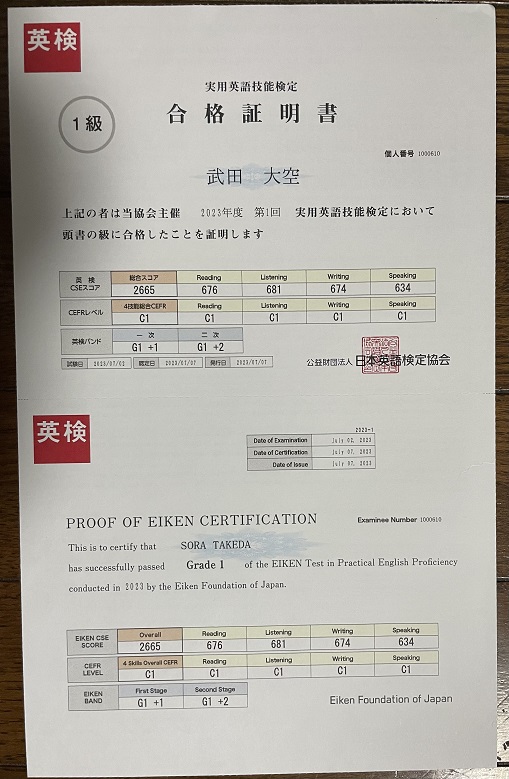 英検
実用英語技能検定
1級
合格証明書
個人番号 1000610
武田 大空
上記の者は当協会主催 2023年度 第1回 実用英語技能検定において
頭書の級に合格したことを証明します
英検 CSEスコア 総合スコア Reading Listening Writing Speaking
2665 676 681 674 634
CEFRレベル 4技能総合CEFR Reading Listening Writing Speaking
C1 C1 C1 C1 C1
英検バンド 一次 二次
G1 +1 G1 +2
試験日 2023/07/02 認定日 2023/07/07 発行日 2023/07/07
公益財団法人 日本英語検定協会
英検
2023-1
Date of Examination July 02, 2023
Date of Certification July 07, 2023
Date of Issue July 07, 2023
PROOF OF EIKEN CERTIFICATION
Examinee Number 1000610
This is to certify that SORA TAKEDA
has successfully passed Grade 1 of the EIKEN Test in Practical English Proficiency
conducted in 2023 by the Eiken Foundation of Japan.
EIKEN CSE SCORE Overall Reading Listening Writing Speaking
2665 676 681 674 634
CEFR LEVEL 4 Skills Overall CEFR Reading Listening Writing Speaking
C1 C1 C1 C1 C1
EIKEN BAND First Stage Second Stage
G1 +1 G1 +2
Eiken Foundation of Japan